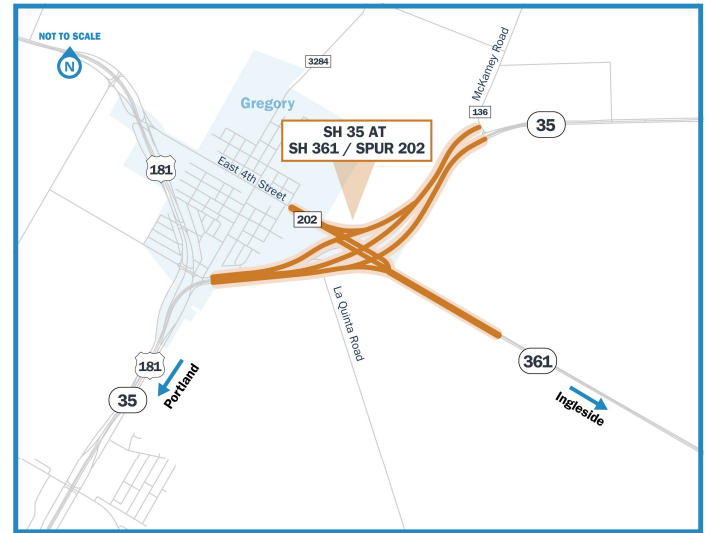 NOT TO SCALE
N
3284
McKamey Road
Gregory
136
35
SH 35 AT
SH 361 / SPUR 202
181
East 4th Street
202
La Quinta Road
181
361
Portland
35
Ingleside